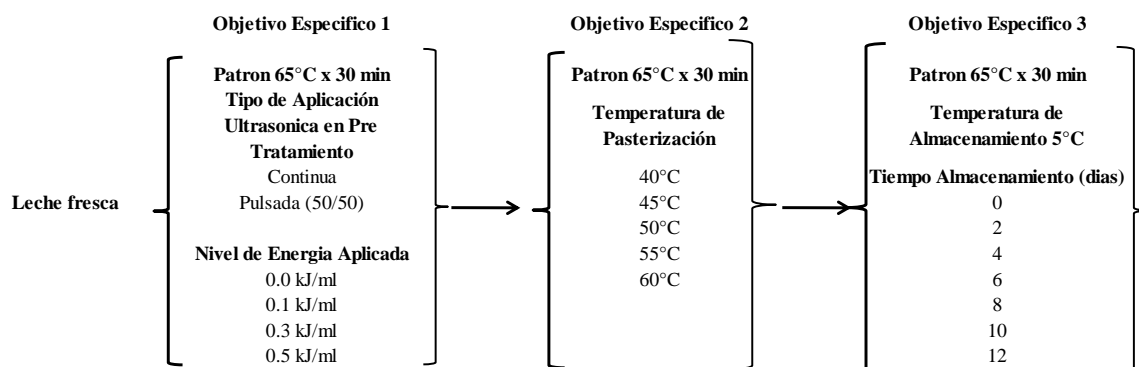 Objetivo Especifico 1
Objetivo Especifico 2
Objetivo Especifico 3
Leche fresca
Patron 65°C x 30 min
Tipo de Aplicación
Ultrasonica en Pre
Tratamiento
Continua
Pulsada (50/50)
Nivel de Energia Aplicada
0.0 kJ/ml
0.1 kJ/ml
0.3 kJ/ml
0.5 kJ/ml
Patron 65°C x 30 min
Temperatura de
Pasterización
40°C
45°C
50°C
55°C
60°C
Patron 65°C x 30 min
Temperatura de
Almacenamiento 5°C
Tiempo Almacenamiento (dias)
0
2
4
6
8
10
12